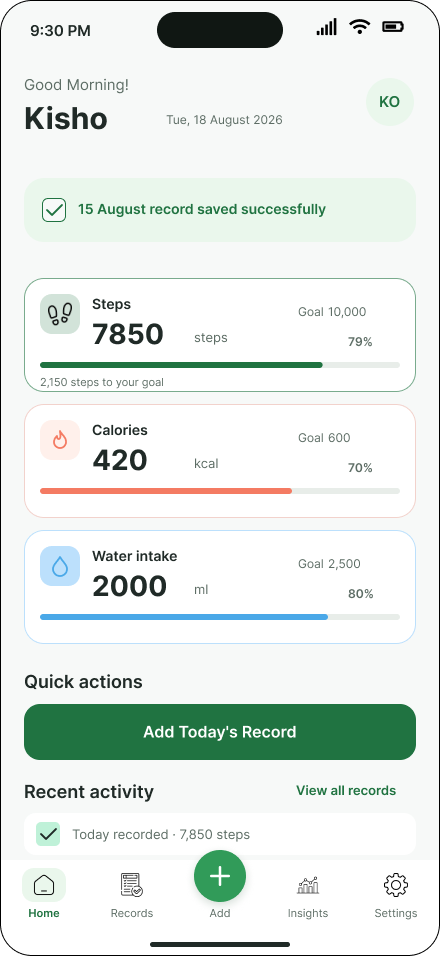 9:30 PM
Good Morning!
Kisho
Tue, 18 August 2026
KO
15 August record saved successfully
Steps
Goal 10,000
7850 steps
79%
2,150 steps to your goal
Calories
Goal 600
420 kcal
70%
Water intake
Goal 2,500
2000 ml
80%
Quick actions
Add Today's Record
Recent activity
View all records
Today recorded · 7,850 steps
Home
Records
Add
Insights
Settings